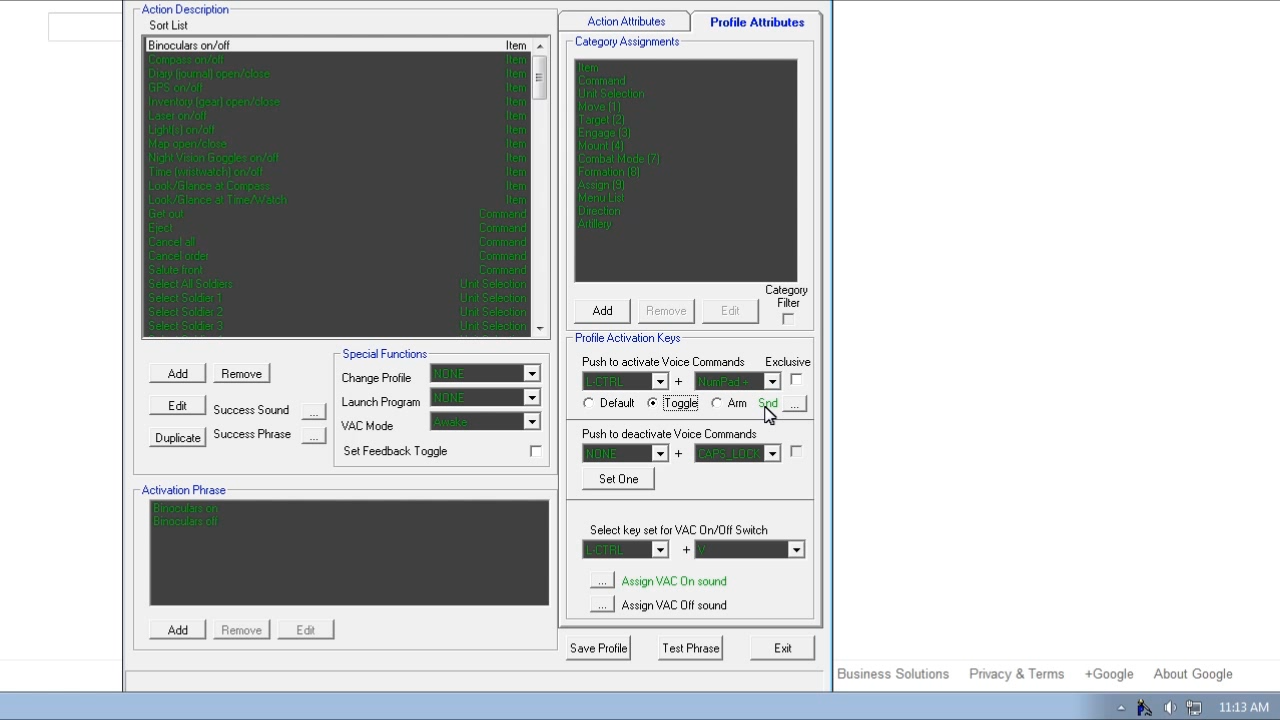 Action Description
Sort List
Binoculars on/off Item
Compass on/off Item
Diary (journal) open/close Item
GPS on/off Item
Inventory (gear) open/close Item
Laser on/off Item
Light(s) on/off Item
Map open/close Item
Night Vision Goggles on/off Item
Time (wristwatch) on/off Item
Look/Glance at Compass Item
Look/Glance at Time/Watch Item
Get out Command
Eject Command
Cancel all Command
Cancel order Command
Salute front Command
Select All Soldiers Unit Selection
Select Soldier 1 Unit Selection
Select Soldier 2 Unit Selection
Select Soldier 3 Unit Selection
Add Remove
Edit Success Sound ...
Duplicate Success Phrase ...
Special Functions
Change Profile NONE
Launch Program NONE
VAC Mode Awake
Set Feedback Toggle
Activation Phrase
Binoculars on
Binoculars off
Add Remove Edit
Action Attributes Profile Attributes
Category Assignments
Item
Command
Unit Selection
Move (1)
Target (2)
Engage (3)
Mount (4)
Combat Mode (7)
Formation (8)
Assign (9)
Menu List
Direction
Artillery
Add Remove Edit
Category
Filter
Profile Activation Keys
Push to activate Voice Commands Exclusive
L-CTRL + NumPad +
Default Toggle Arm Snd ...
Push to deactivate Voice Commands
NONE + CAPS_LOCK
Set One
Select key set for VAC On/Off Switch
L-CTRL + V
... Assign VAC On sound
... Assign VAC Off sound
Save Profile Test Phrase Exit
Business Solutions Privacy & Terms +Google About Google
11:13 AM